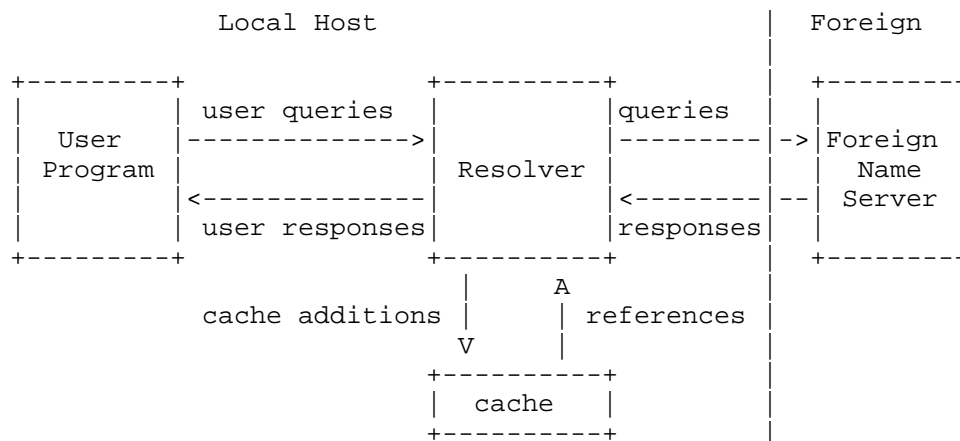 Local Host | Foreign
|
+---------+ +----------+ | +--------
| | user queries | |queries | |
| User |-------------->| |---------|->|Foreign
| Program | | Resolver | | | Name
| |<--------------| |<--------|--| Server
| | user responses| |responses| |
+---------+ +----------+ | +--------
| A |
cache additions | | references |
V | |
+----------+ |
| cache | |
+----------+ |